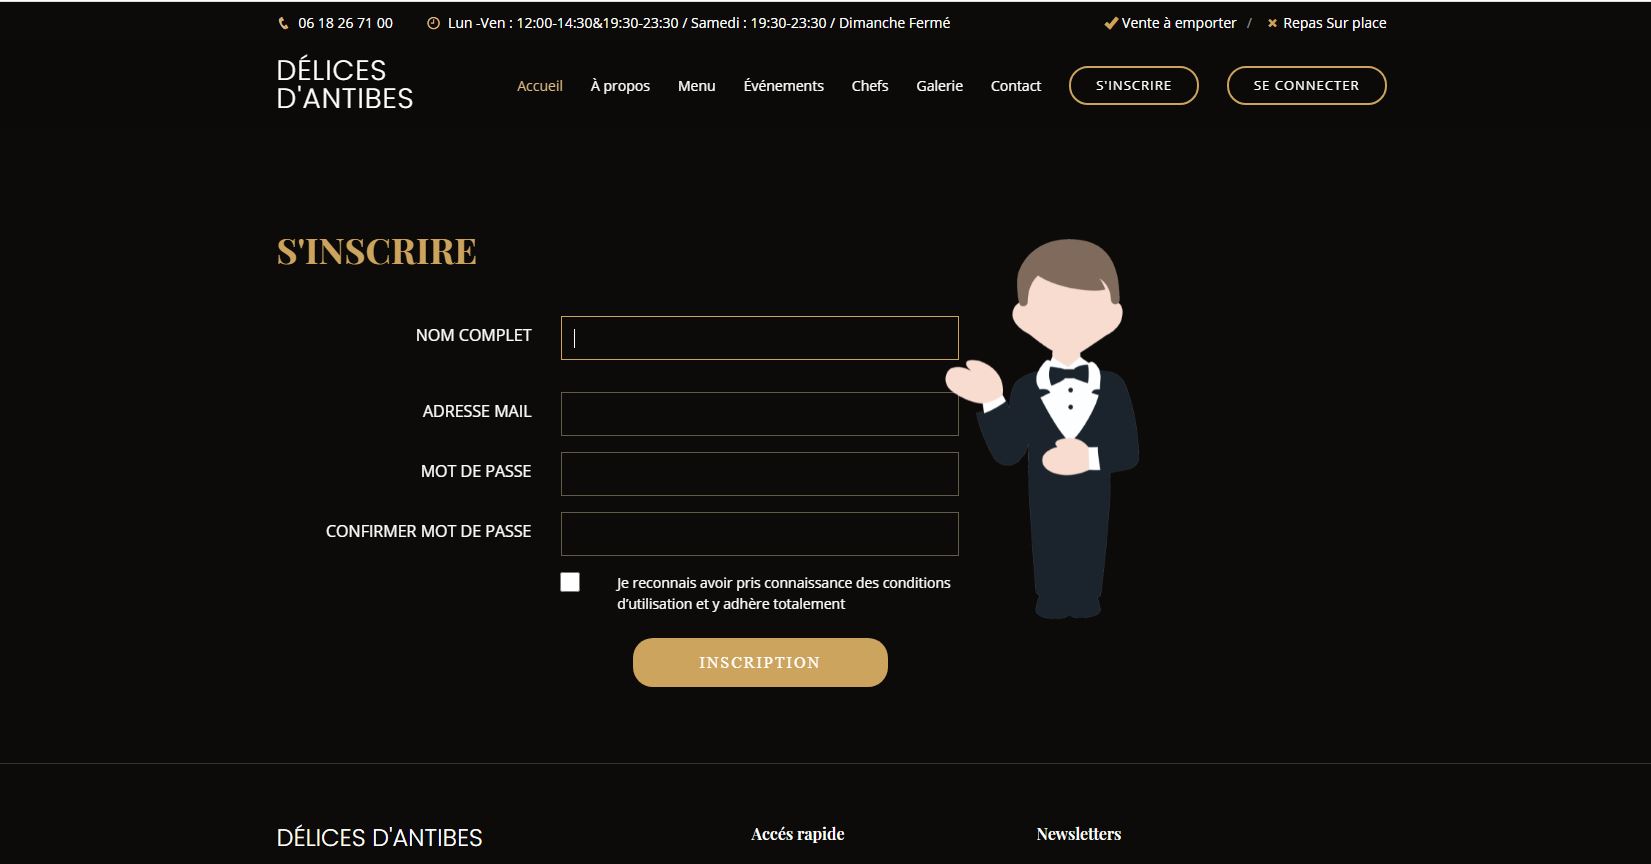 06 18 26 71 00 Lun -Ven : 12:00-14:30&19:30-23:30 / Samedi : 19:30-23:30 / Dimanche Fermé Vente à emporter / Repas Sur place
DÉLICES
D'ANTIBES
Accueil À propos Menu Événements Chefs Galerie Contact S'INSCRIRE SE CONNECTER
S'INSCRIRE
NOM COMPLET
ADRESSE MAIL
MOT DE PASSE
CONFIRMER MOT DE PASSE
Je reconnais avoir pris connaissance des conditions
d’utilisation et y adhère totalement
INSCRIPTION
DÉLICES D'ANTIBES Accés rapide Newsletters